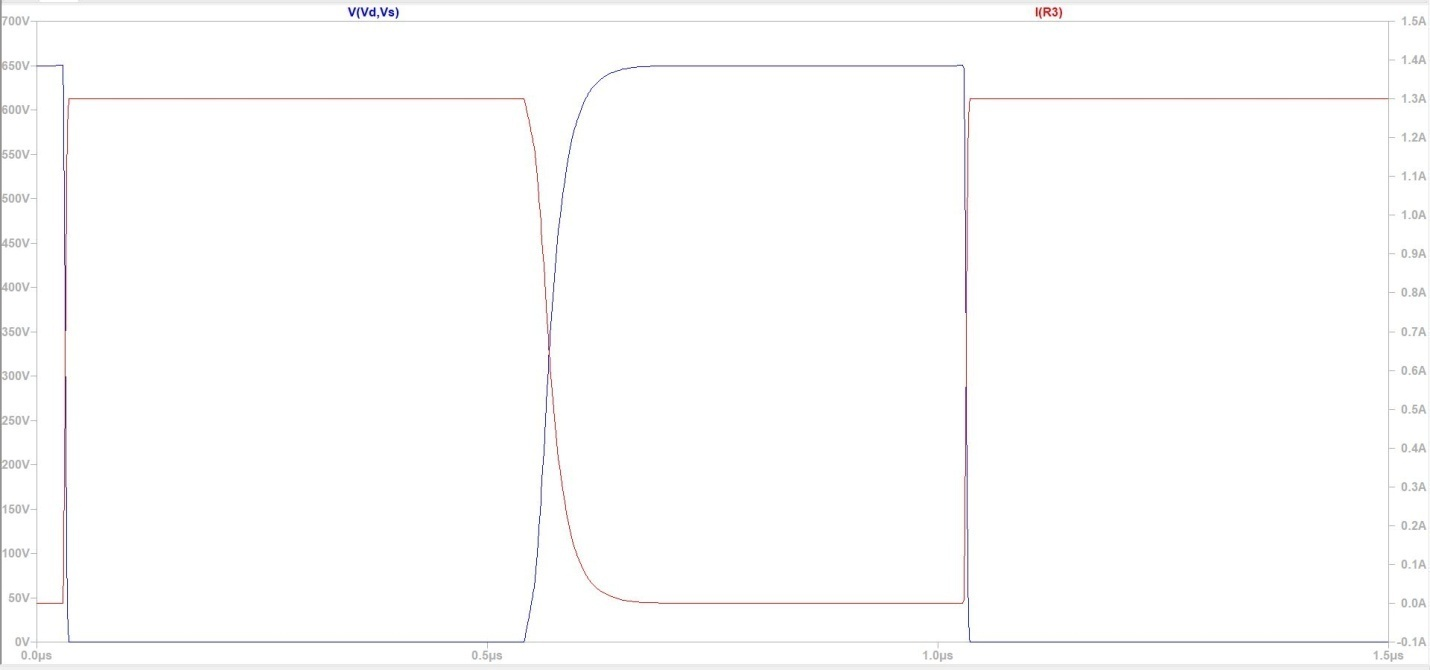 V(Vd,Vs) I(R3)
700V 1.5A
650V 1.4A
600V 1.3A
550V 1.2A
500V 1.1A
450V 1.0A
400V 0.9A
350V 0.8A
300V 0.7A
250V 0.6A
200V 0.5A
150V 0.4A
100V 0.3A
50V 0.2A
0V 0.1A
0.0A
-0.1A
0.0µs 0.5µs 1.0µs 1.5µs